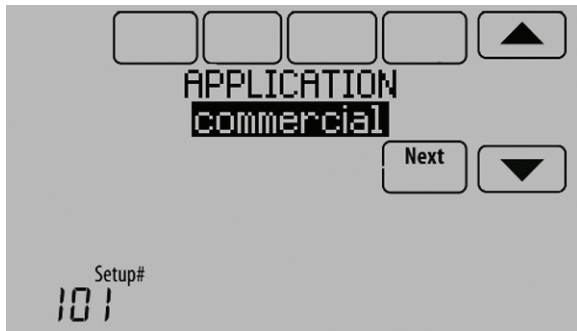 APPLICATION
commercial
Next
Setup#
101